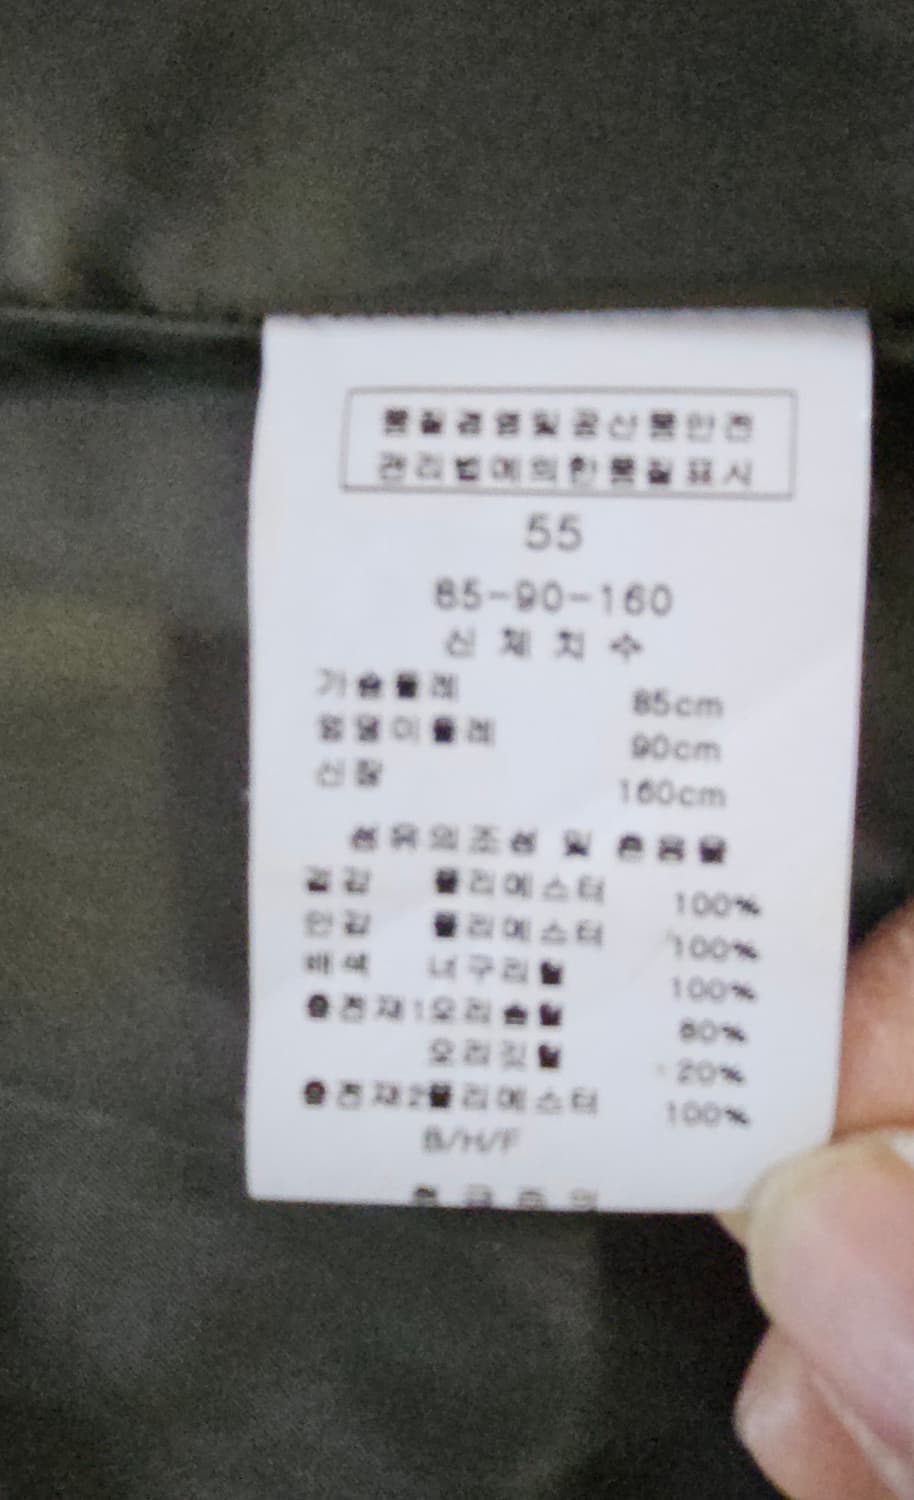 품질경영및공산품안전
관리법에의한품질표시
55
85-90-160
신체치수
가슴둘레 85cm
엉덩이둘레 90cm
신장 160cm
섬유의조성 및 혼용율
겉감 폴리에스터 100%
안감 폴리에스터 100%
배색 너구리털 100%
충전재1오리솜털 80%
오리깃털 20%
충전재2폴리에스터 100%
B/H/F